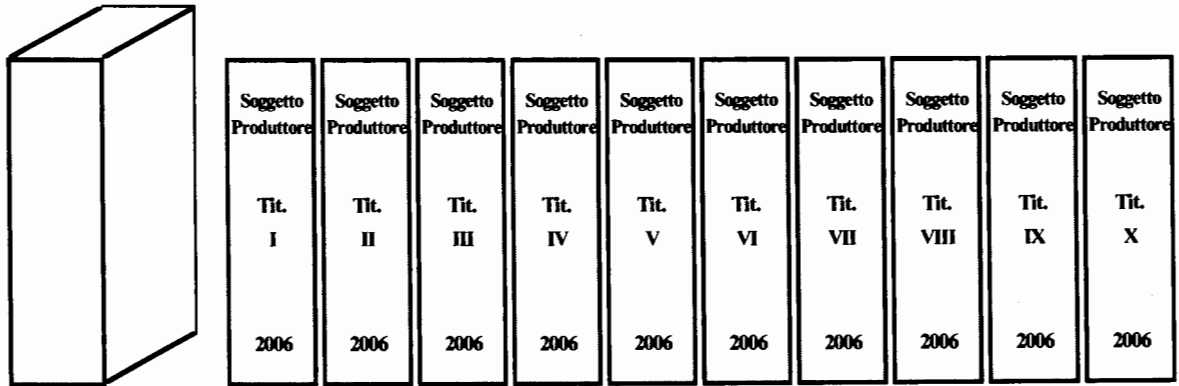 Soggetto
Produttore
Tit.
I
2006
Soggetto
Produttore
Tit.
II
2006
Soggetto
Produttore
Tit.
III
2006
Soggetto
Produttore
Tit.
IV
2006
Soggetto
Produttore
Tit.
V
2006
Soggetto
Produttore
Tit.
VI
2006
Soggetto
Produttore
Tit.
VII
2006
Soggetto
Produttore
Tit.
VIII
2006
Soggetto
Produttore
Tit.
IX
2006
Soggetto
Produttore
Tit.
X
2006